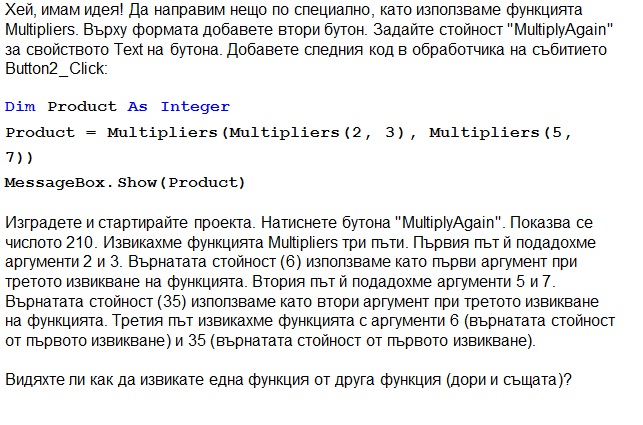 Хей, имам идея! Да направим нещо по специално, като използваме функцията
Multipliers. Върху формата добавете втори бутон. Задайте стойност "MultiplyAgain"
за свойството Text на бутона. Добавете следния код в обработчика на събитието
Button2_Click:
Dim Product As Integer
Product = Multipliers(Multipliers(2, 3), Multipliers(5,
7))
MessageBox.Show(Product)
Изградете и стартирайте проекта. Натиснете бутона "MultiplyAgain". Показва се
числото 210. Извикахме функцията Multipliers три пъти. Първия път й подадохме
аргументи 2 и 3. Върнатата стойност (6) използваме като първи аргумент при
третото извикване на функцията. Втория път й подадохме аргументи 5 и 7.
Върнатата стойност (35) използваме като втори аргумент при третото извикване
на функцията. Третия път извикахме функцията с аргументи 6 (върнатата стойност
от първото извикване) и 35 (върнатата стойност от първото извикване).
Видяхте ли как да извикате една функция от друга функция (дори и същата)?